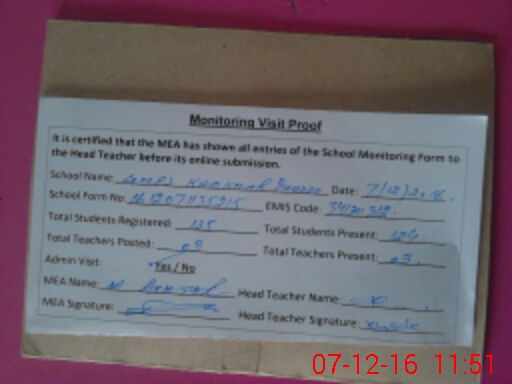 Monitoring Visit Proof
It is certified that the MEA has shown all entries of the School Monitoring Form to
the Head Teacher before its online submission.
School Name: Date: 7/12/2016.
School Form No: EMIS Code:
Total Students Registered: 125 Total Students Present: 124
Total Teachers Posted: 03 Total Teachers Present: 03.
Admin Visit: Yes / No
MEA Name: Head Teacher Name:
MEA Signature: Head Teacher Signature:
07-12-16 11:51